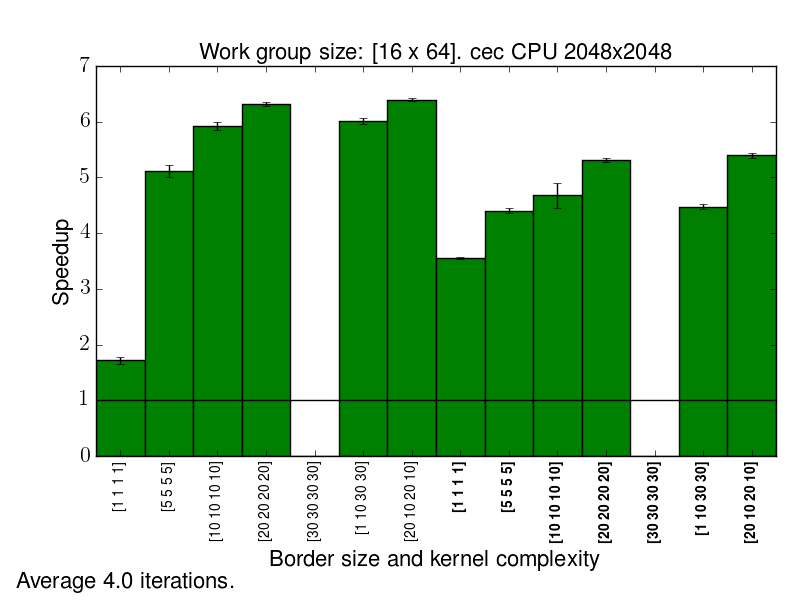 Work group size: [16 x 64]. cec CPU 2048x2048
7
6
5
4
3
2
1
0
Speedup
[1 1 1 1]
[5 5 5 5]
[10 10 10 10]
[20 20 20 20]
[30 30 30 30]
[1 10 30 30]
[20 10 20 10]
[1 1 1 1]
[5 5 5 5]
[10 10 10 10]
[20 20 20 20]
[30 30 30 30]
[1 10 30 30]
[20 10 20 10]
Border size and kernel complexity
Average 4.0 iterations.